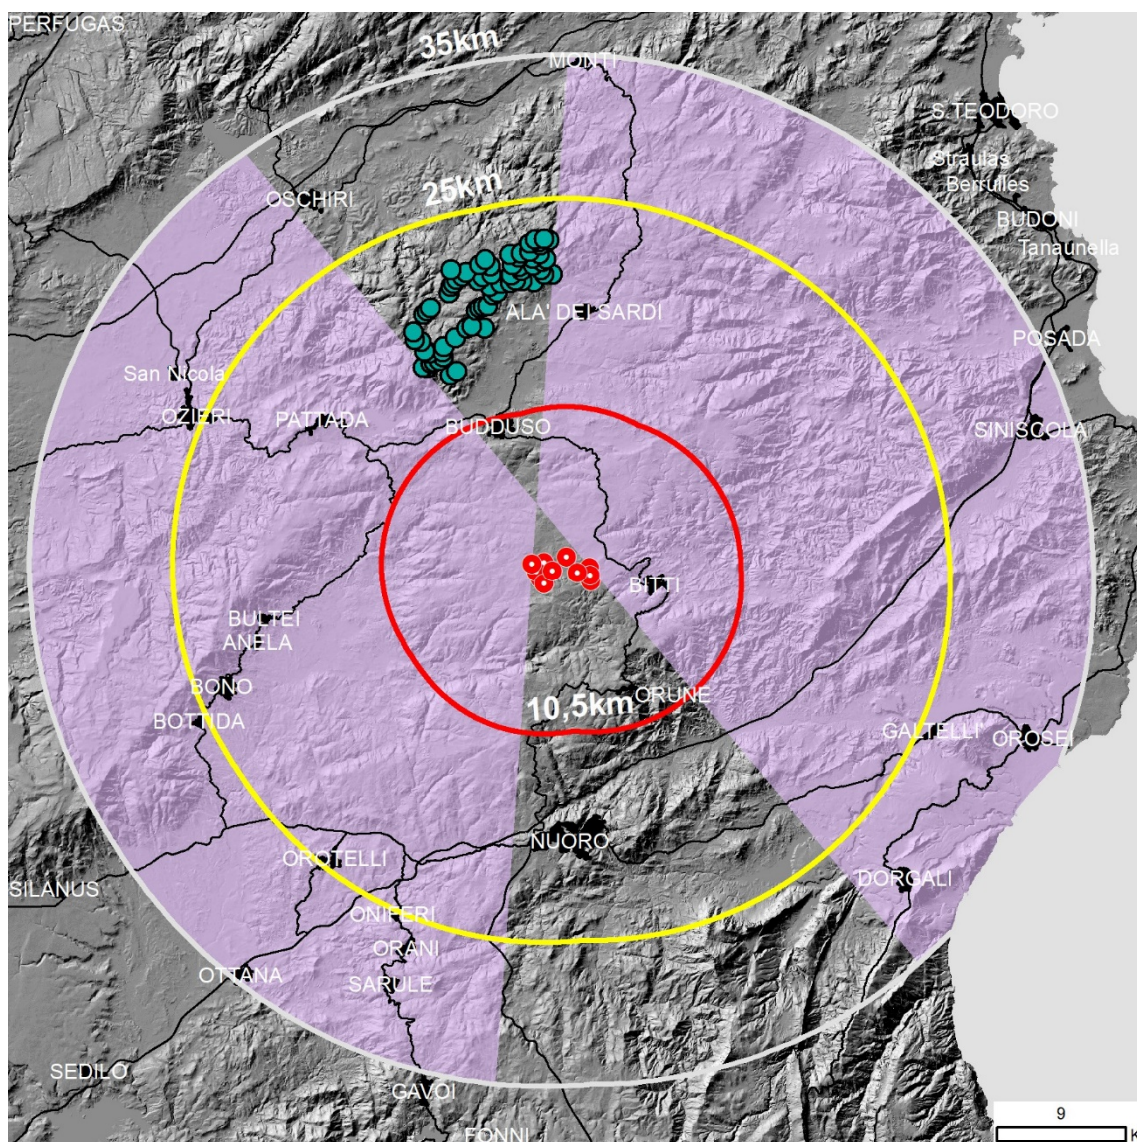 PERFUGAS
35km
MONTI
S.TEODORO
Straulas
Berrulles
25km
OSCHIRI
BUDONI
Tanaunella
ALA' DEI SARDI
POSADA
San Nicola
OZIERI
PATTADA
BUDDUSO
SINISCOLA
BITTI
BULTEI
ANELA
BONO
ORUNE
10,5km
BOTTIDA
GALTELLI'
OROSEI
NUORO
OROTELLI
DORGALI
SILANUS
ONIFERI
ORANI
OTTANA
SARULE
SEDILO
GAVOI
9
FONNI